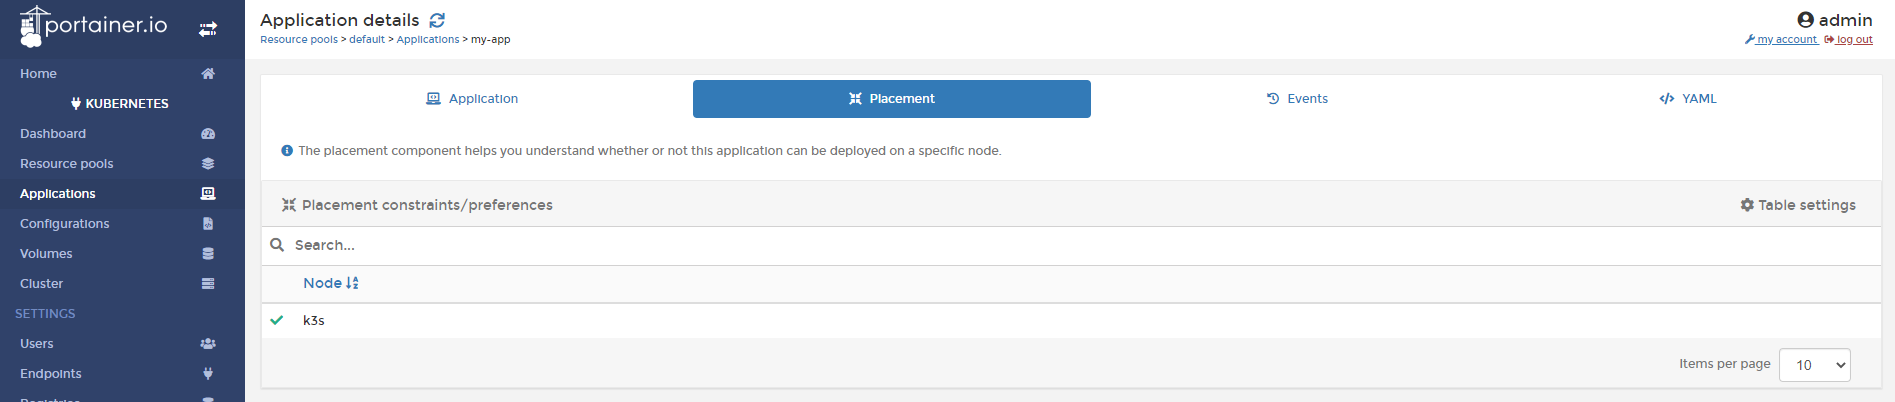 portainer.io
Home
KUBERNETES
Dashboard
Resource pools
Applications
Configurations
Volumes
Cluster
SETTINGS
Users
Endpoints
Registries
Application details
Resource pools > default > Applications > my-app
admin
my account log out
Application
Placement
Events
YAML
The placement component helps you understand whether or not this application can be deployed on a specific node.
Placement constraints/preferences
Table settings
Search...
Node
k3s
Items per page 10